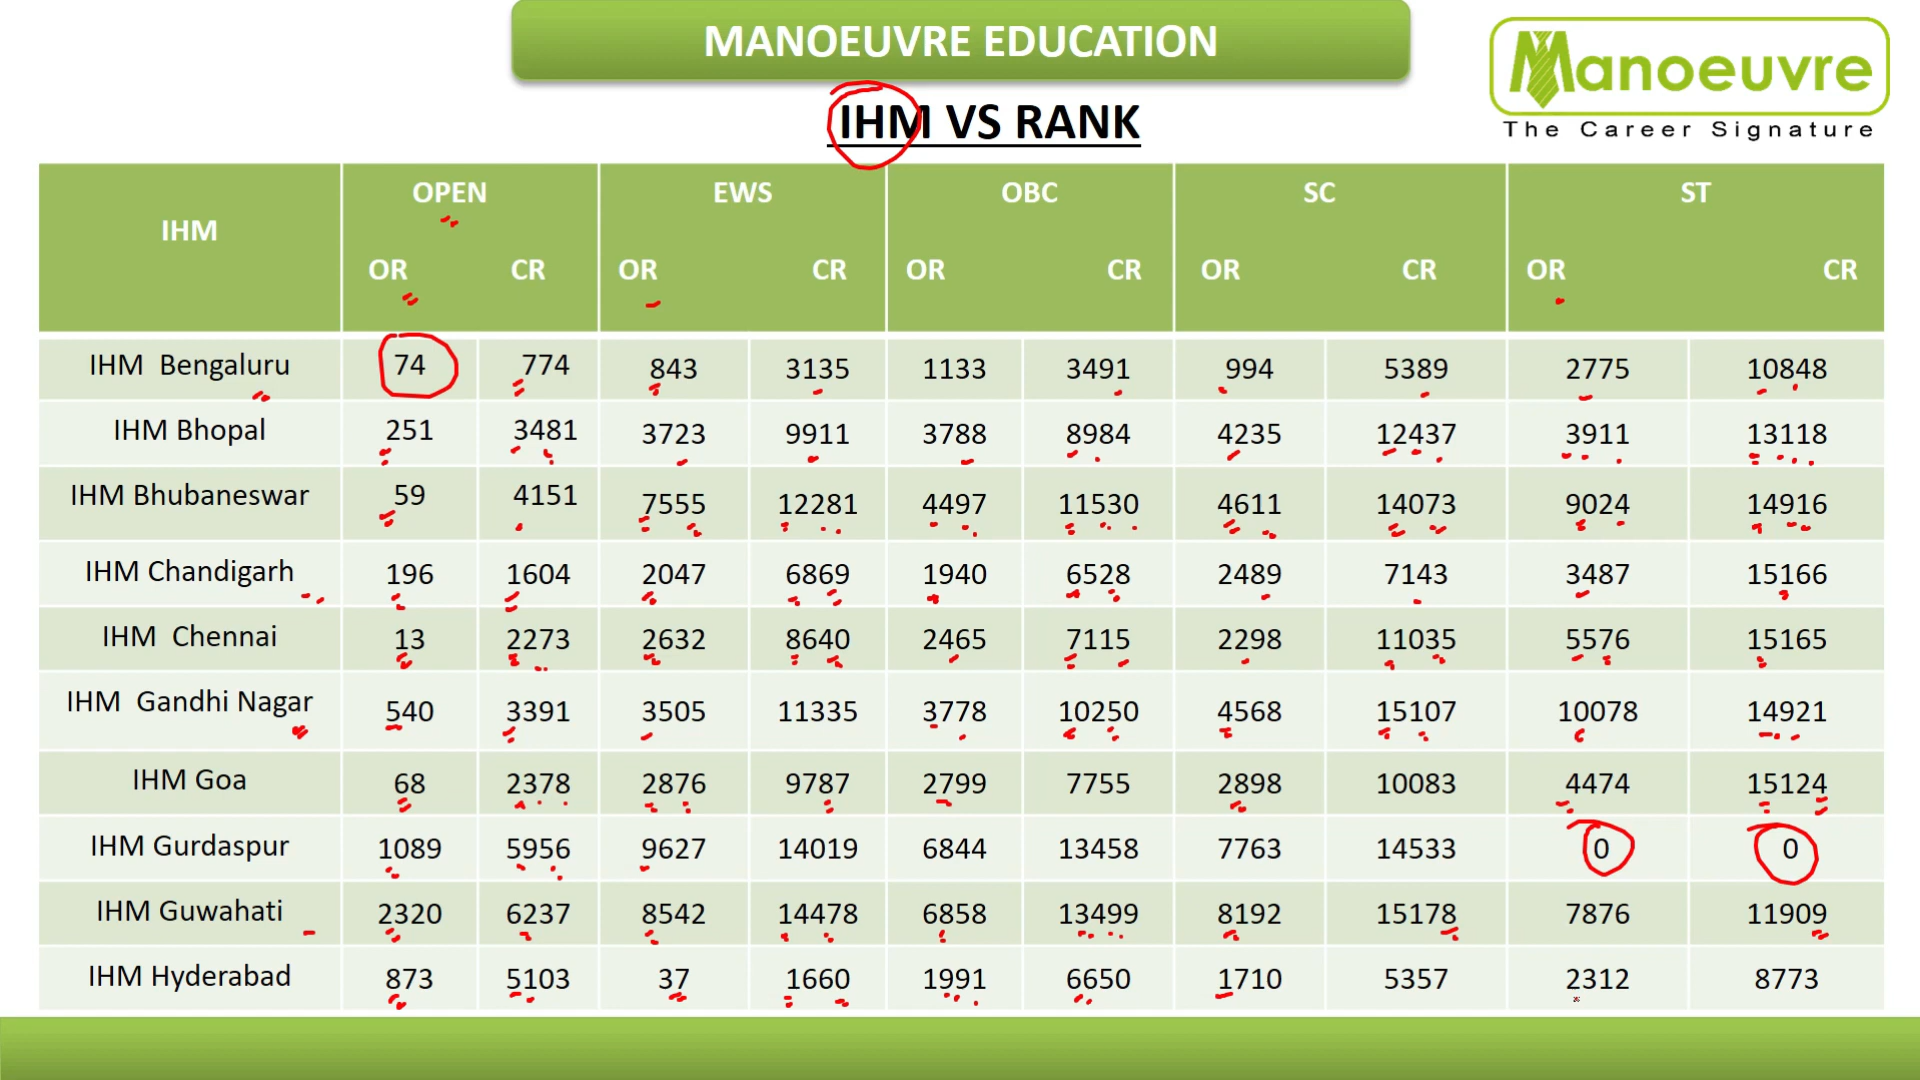 MANOEUVRE EDUCATION
Manoeuvre
The Career Signature
IHM VS RANK
IHM OPEN EWS OBC SC ST
OR CR OR CR OR CR OR CR OR CR
IHM Bengaluru 74 774 843 3135 1133 3491 994 5389 2775 10848
IHM Bhopal 251 3481 3723 9911 3788 8984 4235 12437 3911 13118
IHM Bhubaneswar 59 4151 7555 12281 4497 11530 4611 14073 9024 14916
IHM Chandigarh 196 1604 2047 6869 1940 6528 2489 7143 3487 15166
IHM Chennai 13 2273 2632 8640 2465 7115 2298 11035 5576 15165
IHM Gandhi Nagar 540 3391 3505 11335 3778 10250 4568 15107 10078 14921
IHM Goa 68 2378 2876 9787 2799 7755 2898 10083 4474 15124
IHM Gurdaspur 1089 5956 9627 14019 6844 13458 7763 14533 0 0
IHM Guwahati 2320 6237 8542 14478 6858 13499 8192 15178 7876 11909
IHM Hyderabad 873 5103 37 1660 1991 6650 1710 5357 2312 8773